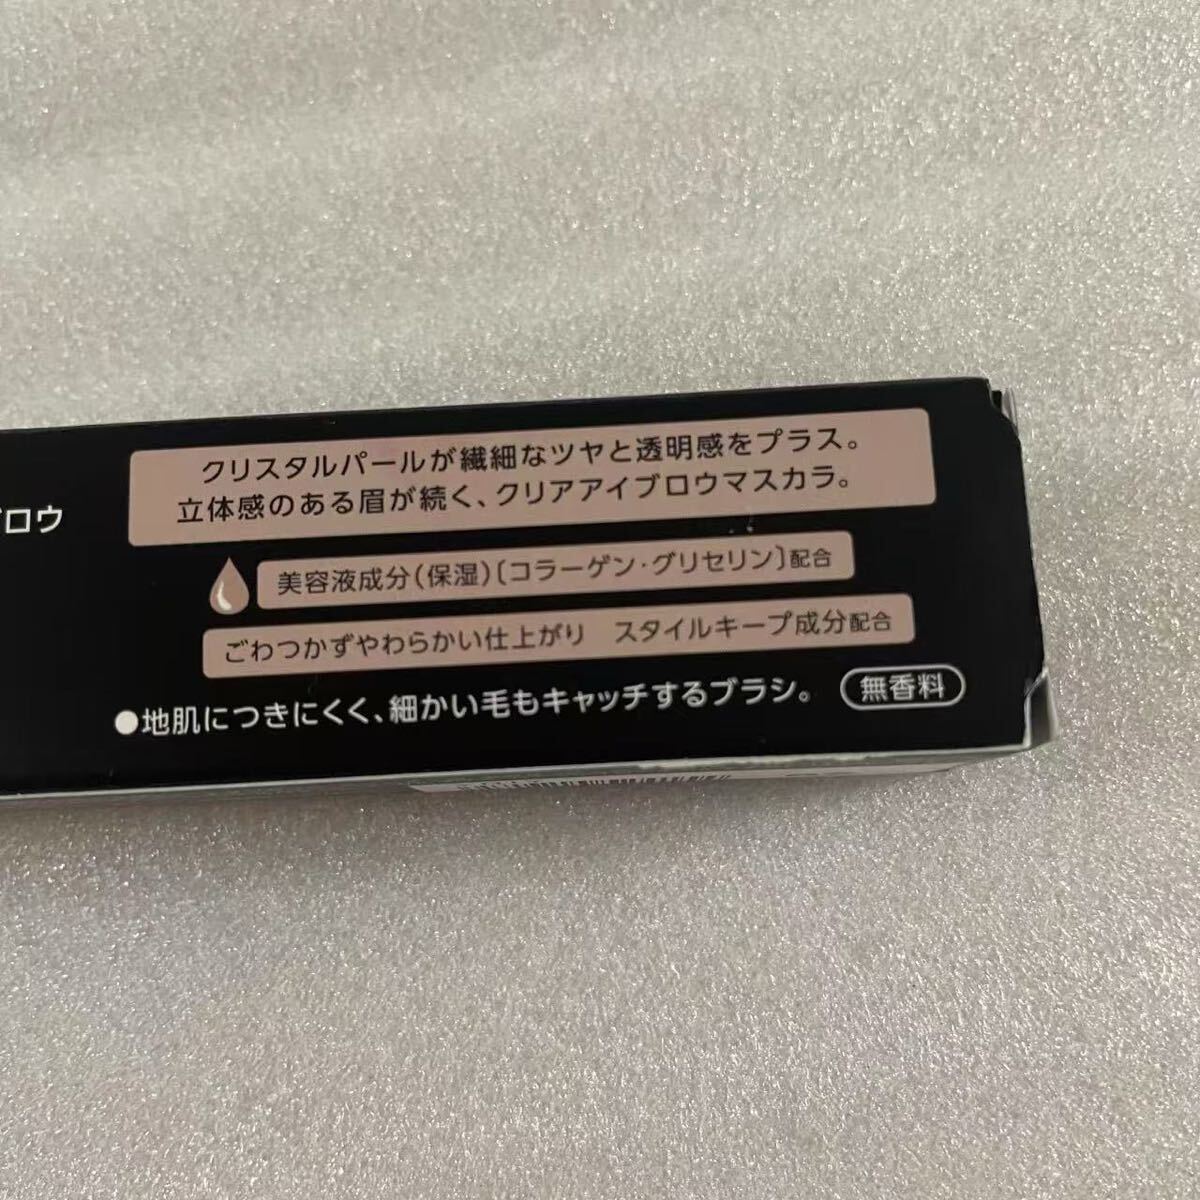 クリスタルパールが繊細なツヤと透明感をプラス。
立体感のある眉が続く、クリアアイブロウマスカラ。
ブロウ
美容液成分(保湿)〔コラーゲン・グリセリン〕配合
ごわつかずやわらかい仕上がり　スタイルキープ成分配合
●地肌につきにくく、細かい毛もキャッチするブラシ。 無香料